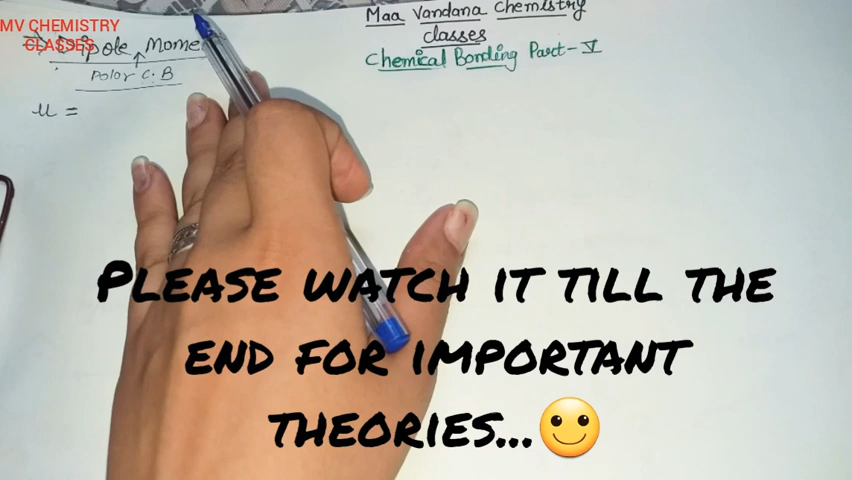 MV CHEMISTRY
CLASSES
Maa Vandana Chemistry
classes
Chemical Bonding Part-V
Dipole Mome
Polar C.B
μ =
PLEASE WATCH IT TILL THE
END FOR IMPORTANT
THEORIES...🙂